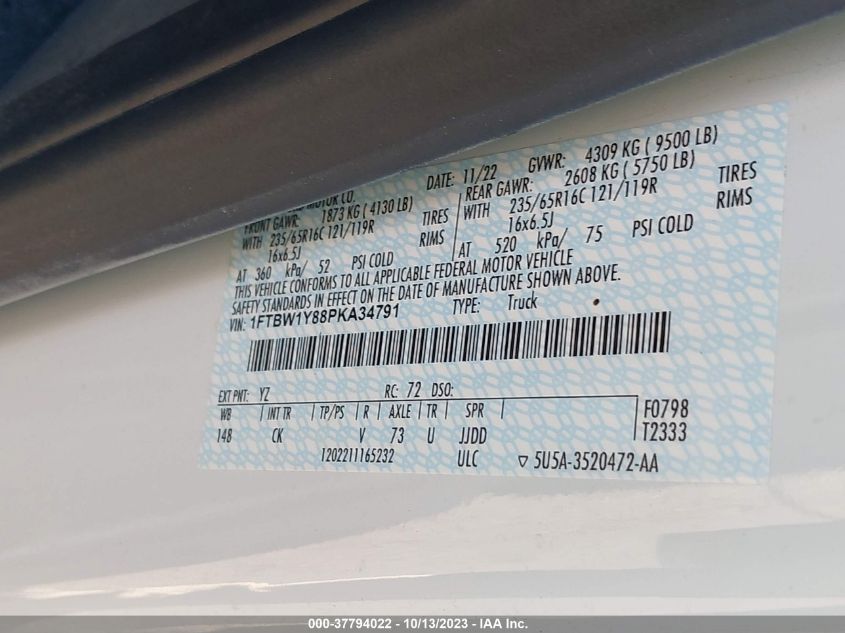 MOTOR CO. DATE: 11/22 GVWR: 4309 KG ( 9500 LB)
FRONT GAWR: 1873 KG ( 4130 LB) REAR GAWR: 2608 KG ( 5750 LB)
WITH 235/65R16C 121/119R TIRES WITH 235/65R16C 121/119R TIRES
16x6.5J RIMS 16x6.5J RIMS
AT 360 kPa/ 52 PSI COLD AT 520 kPa/ 75 PSI COLD
THIS VEHICLE CONFORMS TO ALL APPLICABLE FEDERAL MOTOR VEHICLE
SAFETY STANDARDS IN EFFECT ON THE DATE OF MANUFACTURE SHOWN ABOVE.
VIN: 1FTBW1Y88PKA34791 TYPE: Truck
EXT PNT: YZ RC: 72 DSO:
WB INT TR TP/PS R AXLE TR SPR F0798
148 CK V 73 U JJDD T2333
1202211165232 ULC ▽ 5U5A-3520472-AA
000-37794022 - 10/13/2023 - IAA Inc.